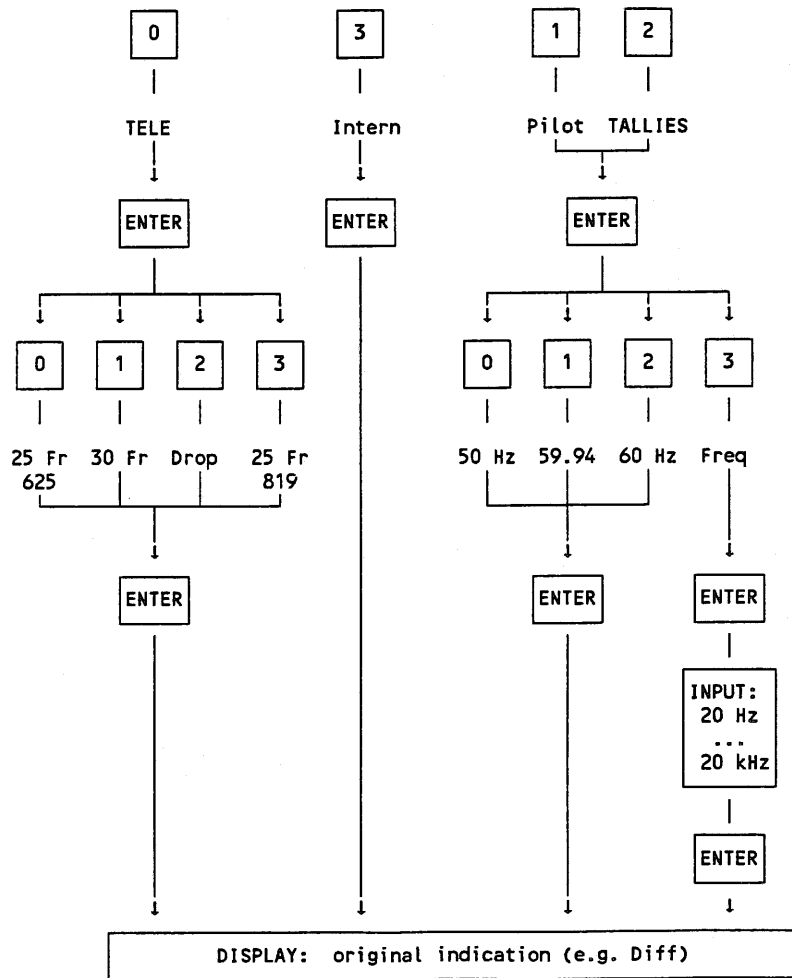 0 3 1 2
TELE Intern Pilot TALLIES
ENTER ENTER ENTER
0 1 2 3 0 1 2 3
25 Fr 30 Fr Drop 25 Fr 50 Hz 59.94 60 Hz Freq
625 819
ENTER ENTER ENTER
INPUT:
20 Hz
...
20 kHz
ENTER
DISPLAY: original indication (e.g. Diff)